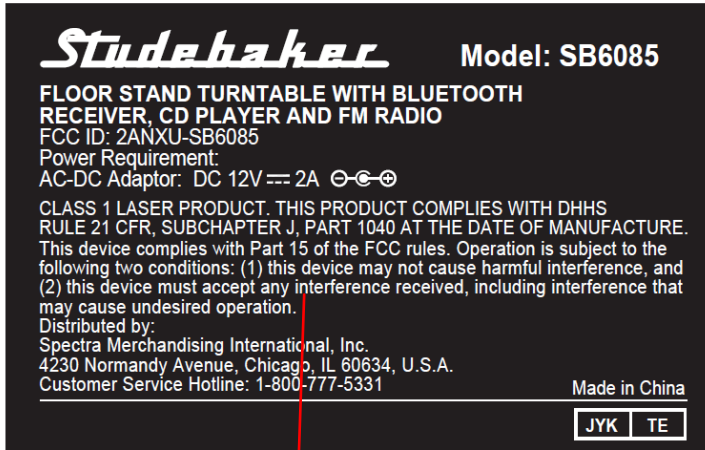 Studebaker Model: SB6085
FLOOR STAND TURNTABLE WITH BLUETOOTH
RECEIVER, CD PLAYER AND FM RADIO
FCC ID: 2ANXU-SB6085
Power Requirement:
AC-DC Adaptor: DC 12V ⎓ 2A
CLASS 1 LASER PRODUCT. THIS PRODUCT COMPLIES WITH DHHS
RULE 21 CFR, SUBCHAPTER J, PART 1040 AT THE DATE OF MANUFACTURE.
This device complies with Part 15 of the FCC rules. Operation is subject to the
following two conditions: (1) this device may not cause harmful interference, and
(2) this device must accept any interference received, including interference that
may cause undesired operation.
Distributed by:
Spectra Merchandising International, Inc.
4230 Normandy Avenue, Chicago, IL 60634, U.S.A.
Customer Service Hotline: 1-800-777-5331
Made in China
JYK TE